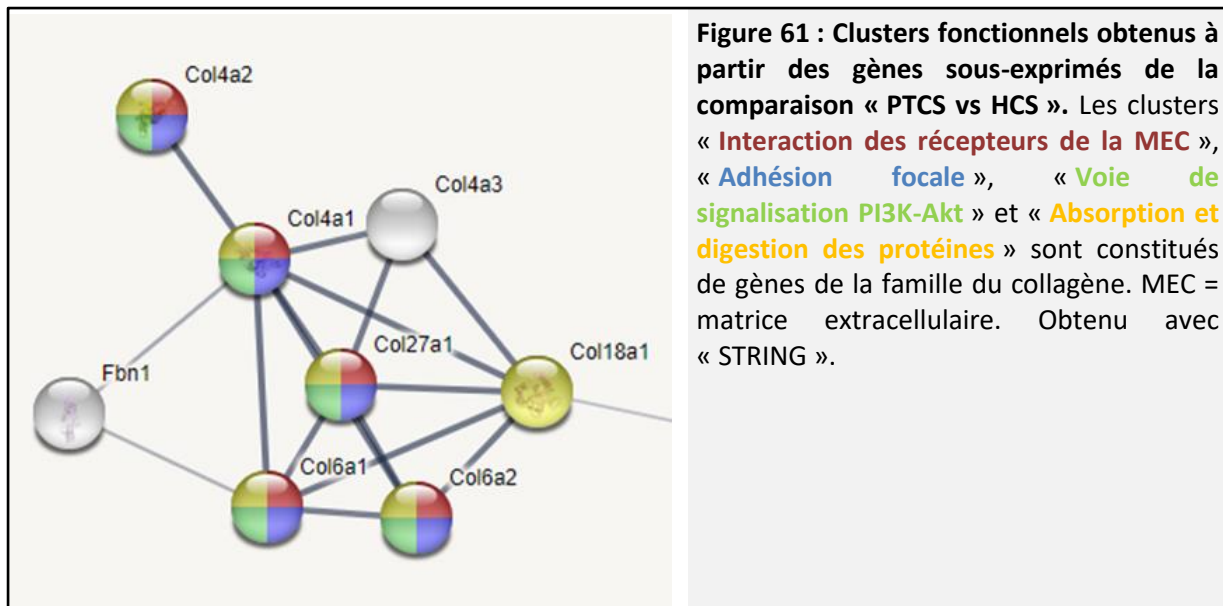 Col4a2
Col4a3
Col4a1
Col27a1
Col18a1
Fbn1
Col6a1
Col6a2
Figure 61 : Clusters fonctionnels obtenus à
partir des gènes sous-exprimés de la
comparaison « PTCS vs HCS ». Les clusters
« Interaction des récepteurs de la MEC »,
« Adhésion focale », « Voie de
signalisation PI3K-Akt » et « Absorption et
digestion des protéines » sont constitués
de gènes de la famille du collagène. MEC =
matrice extracellulaire. Obtenu avec
« STRING ».